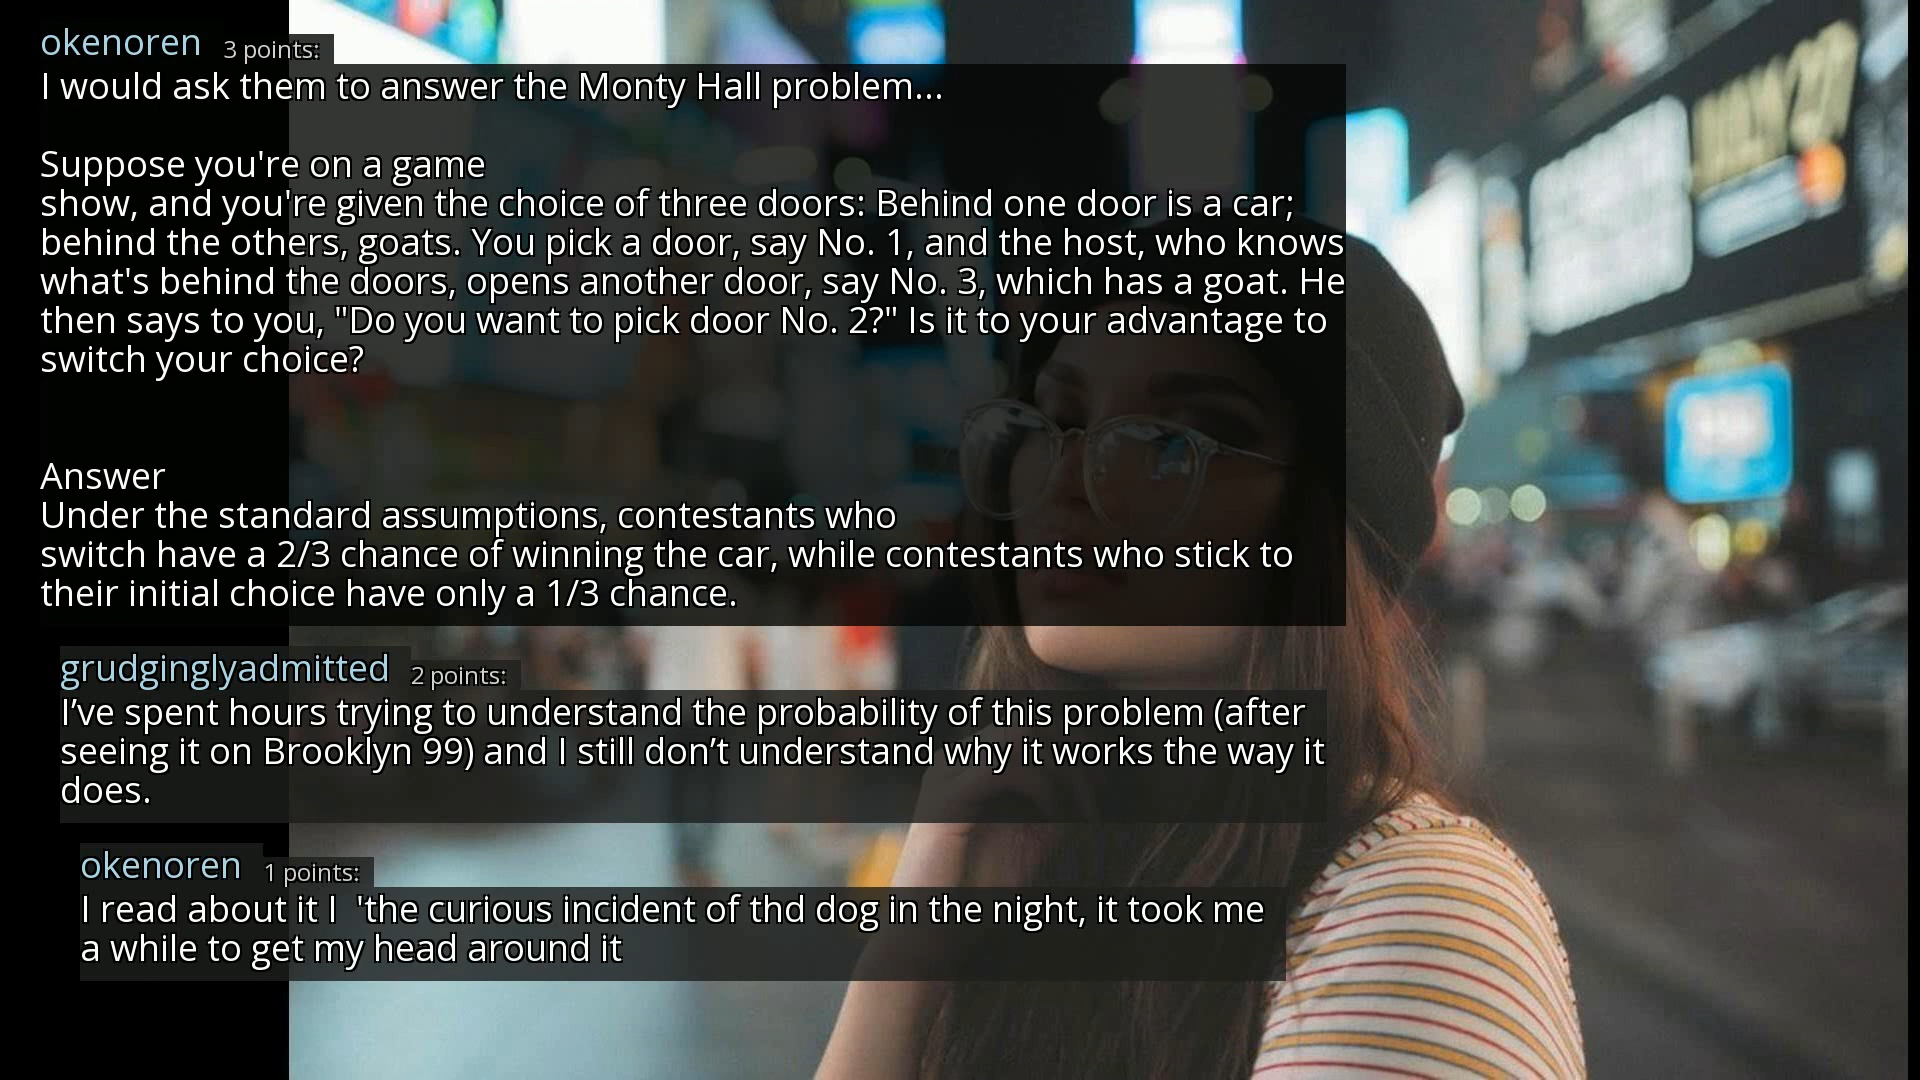 okenoren 3 points:
I would ask them to answer the Monty Hall problem...
Suppose you're on a game
show, and you're given the choice of three doors: Behind one door is a car;
behind the others, goats. You pick a door, say No. 1, and the host, who knows
what's behind the doors, opens another door, say No. 3, which has a goat. He
then says to you, "Do you want to pick door No. 2?" Is it to your advantage to
switch your choice?
Answer
Under the standard assumptions, contestants who
switch have a 2/3 chance of winning the car, while contestants who stick to
their initial choice have only a 1/3 chance.
grudginglyadmitted 2 points:
I’ve spent hours trying to understand the probability of this problem (after
seeing it on Brooklyn 99) and I still don’t understand why it works the way it
does.
okenoren 1 points:
I read about it I  'the curious incident of thd dog in the night, it took me
a while to get my head around it